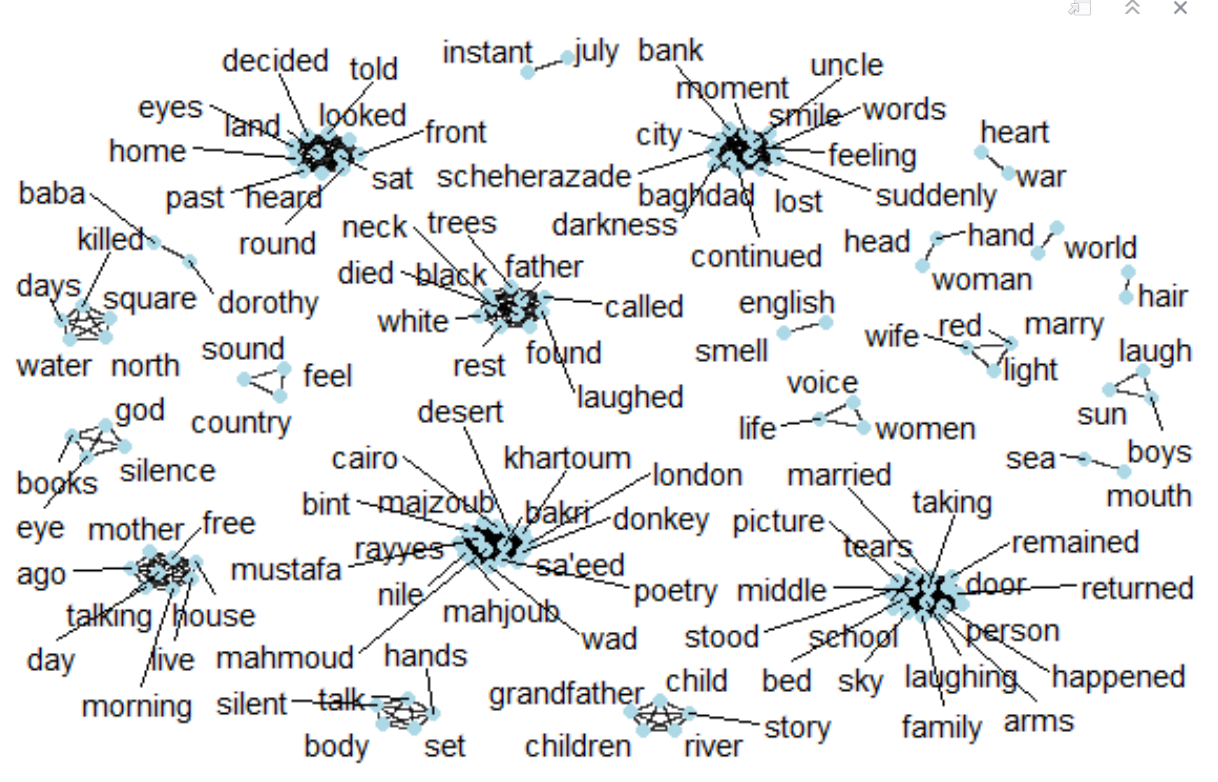 decided
told
instant
july
bank
uncle
moment
eyes
land
looked
smile
words
home
front
city
feeling
heart
past
heard
sat
scheherazade
war
baba
round
baghdad
lost
suddenly
darkness
continued
killed
neck
trees
head
hand
world
woman
days
square
dorothy
died
black
father
called
english
hair
white
wife
red
marry
water
north
sound
feel
rest
found
smell
light
laugh
country
laughed
voice
sun
god
desert
life
women
boys
books
silence
cairo
khartoum
london
married
sea
mouth
eye
mother
free
bint
majzoub
bakri
donkey
picture
taking
ago
rayyes
mustafa
sa'eed
tears
remained
talking
house
nile
mahjoub
poetry
middle
door
returned
day
live
mahmoud
wad
stood
school
person
morning
hands
silent
talk
grandfather
child
bed
sky
laughing
happened
body
set
children
river
story
family
arms